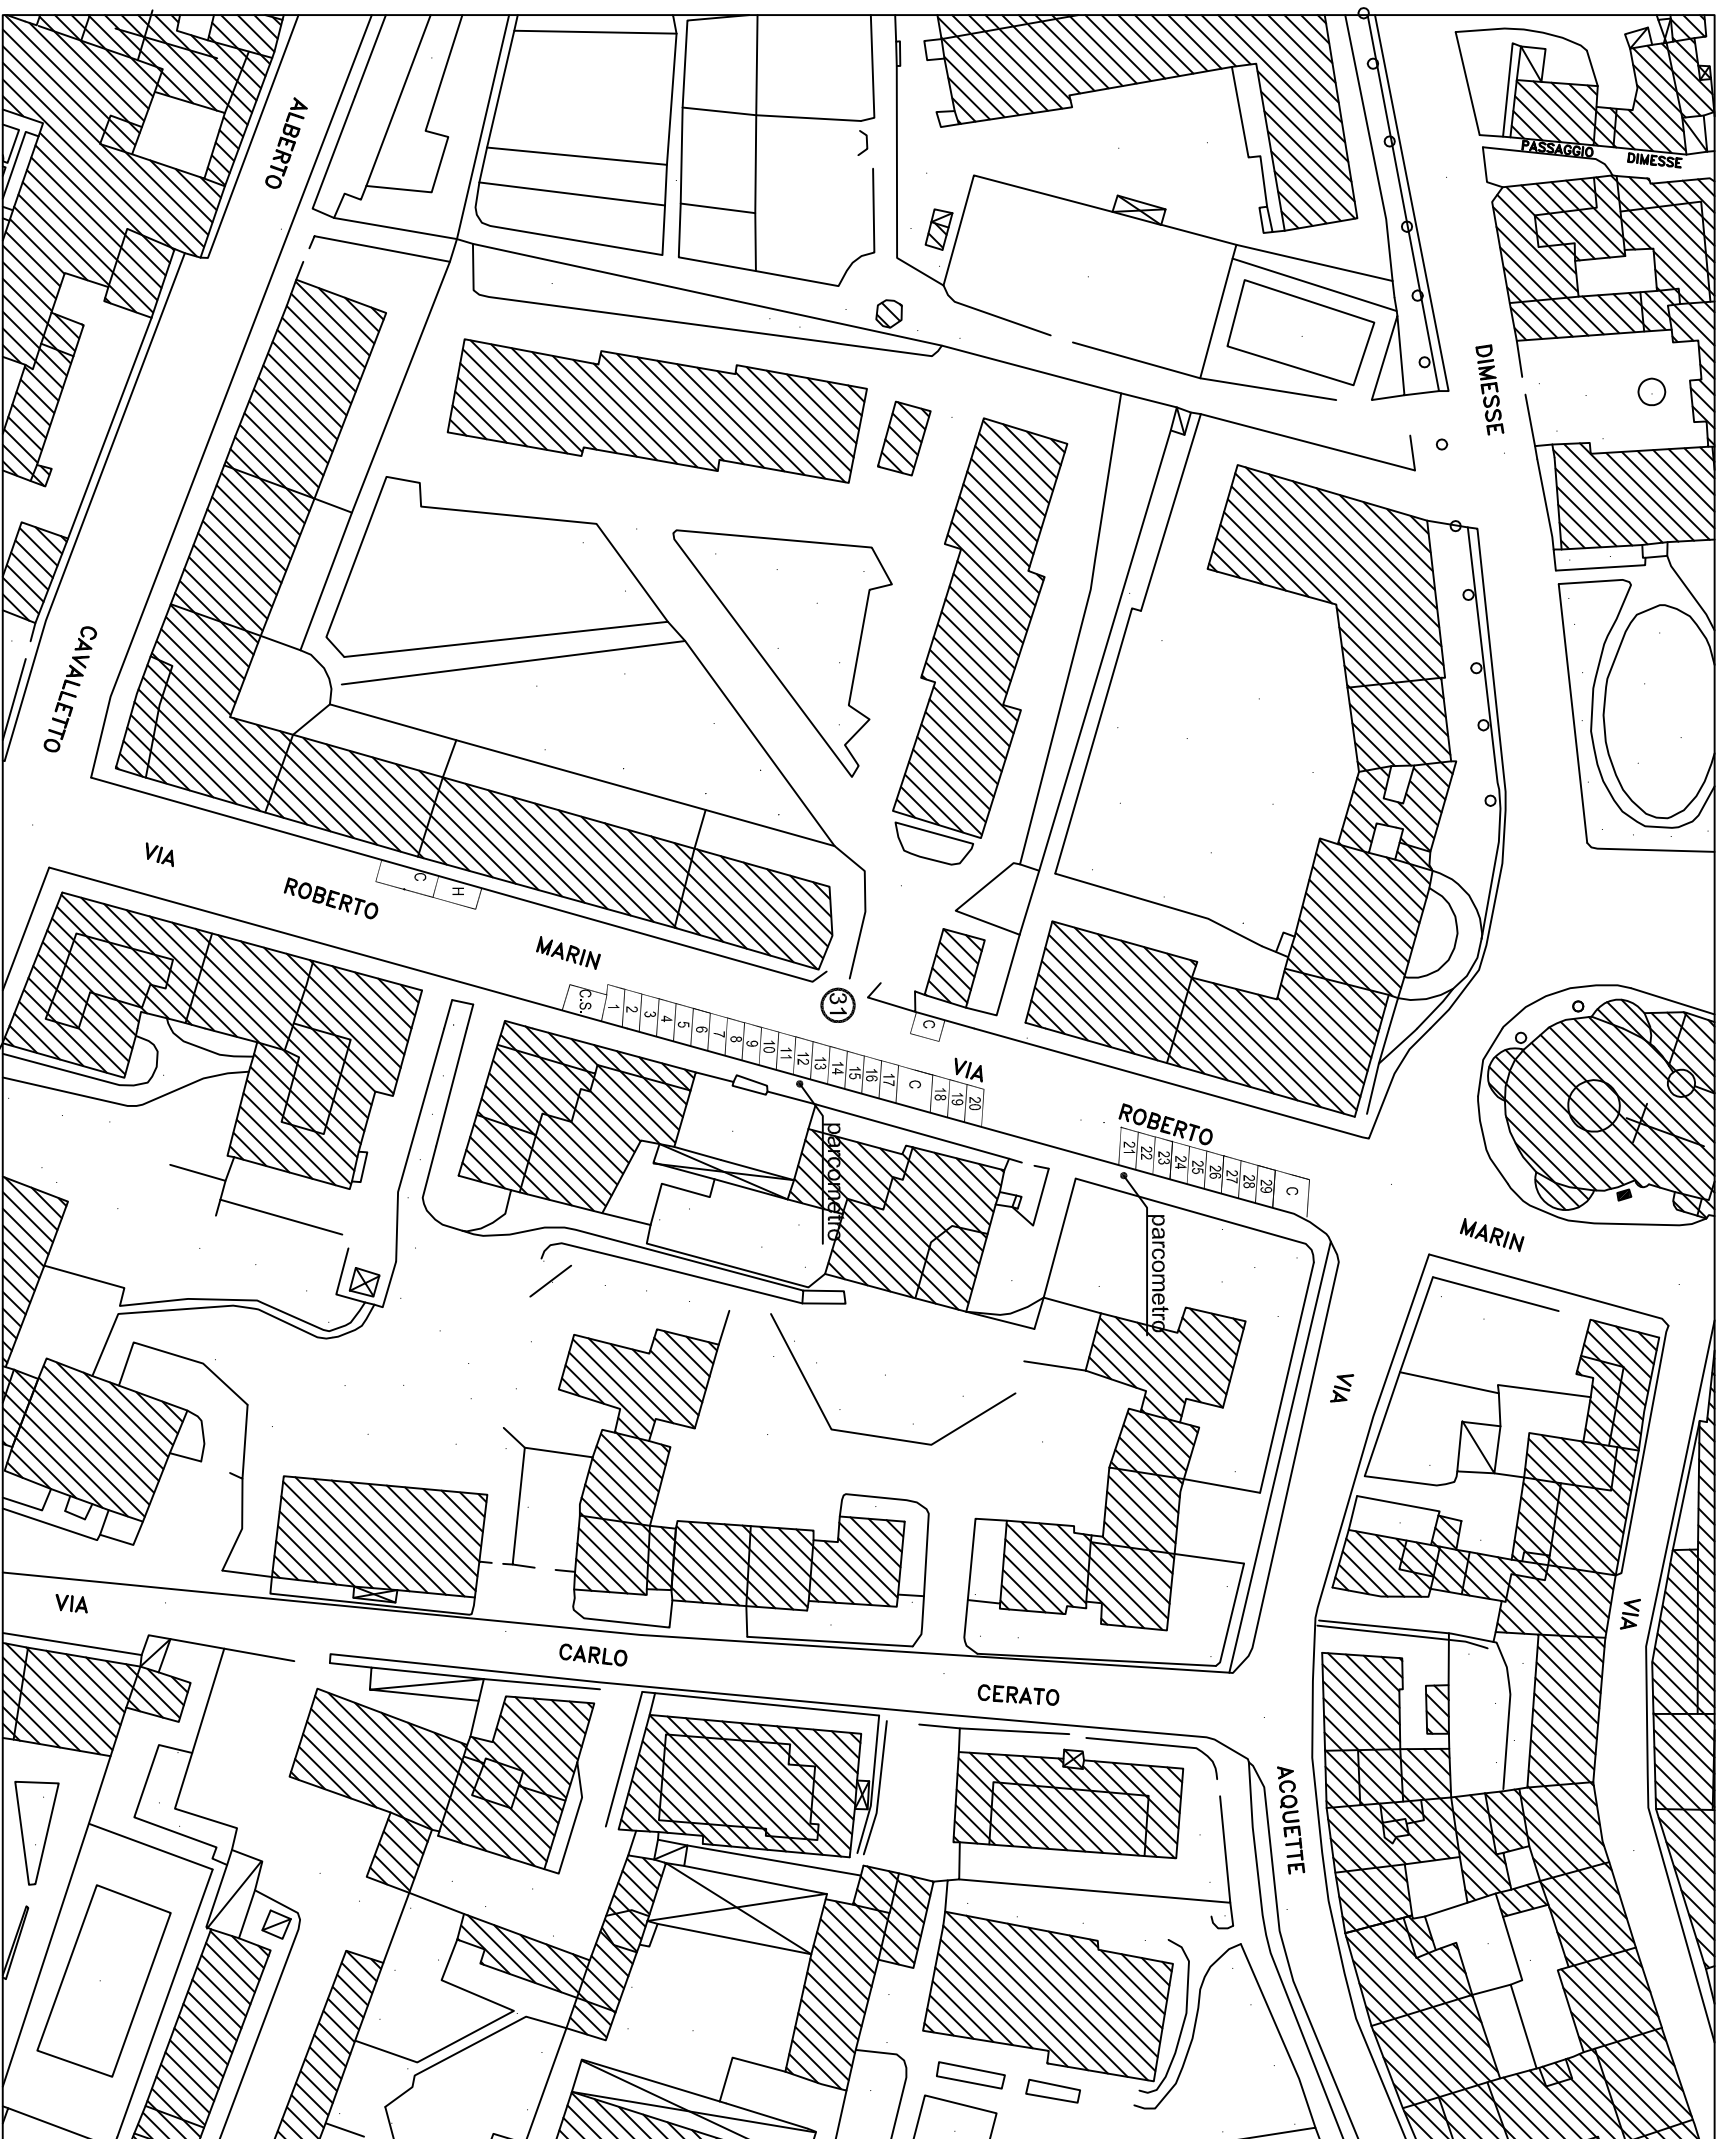 ALBERTO
PASSAGGIO DIMESSE
DIMESSE
CAVALLETTO
VIA ROBERTO MARIN
C H
C.S. 1 2 3 4 5 6 7 8 9 10 11 12 13 14 15 16 17 C 18 19 20
31
C
VIA ROBERTO MARIN
21 22 23 24 25 26 27 28 29 C
parcometro
parcometro
VIA
VIA
VIA CARLO CERATO
ACQUETTE